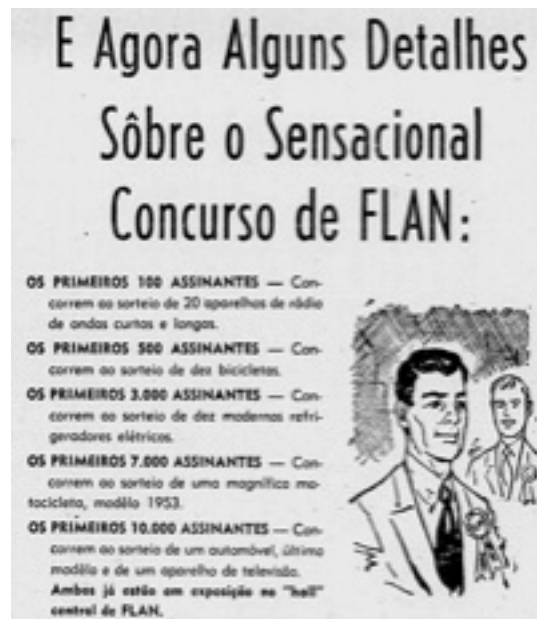 E Agora Alguns Detalhes
Sôbre o Sensacional
Concurso de FLAN:
OS PRIMEIROS 100 ASSINANTES — Con-
correm ao sorteio de 20 aparelhos de rádio
de ondas curtas e longas.
OS PRIMEIROS 500 ASSINANTES — Con-
correm ao sorteio de dez bicicletas.
OS PRIMEIROS 3.000 ASSINANTES — Con-
correm ao sorteio de dez modernos refri-
geradores elétricos.
OS PRIMEIROS 7.000 ASSINANTES — Con-
correm ao sorteio de uma magnífica mo-
tocicleta, modêlo 1953.
OS PRIMEIROS 10.000 ASSINANTES — Con-
correm ao sorteio de um automóvel, último
modêlo e de um aparelho de televisão.
Ambos já estão em exposição no "hall"
central de FLAN.